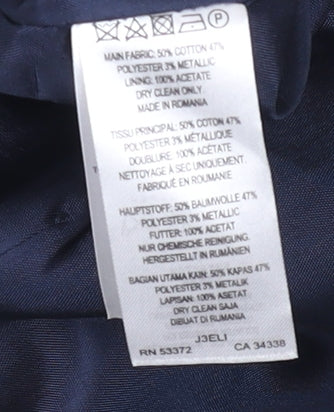 MAIN FABRIC: 50% COTTON 47%
POLYESTER 3% METALLIC
LINING: 100% ACETATE
DRY CLEAN ONLY
MADE IN ROMANIA
TISSU PRINCIPAL: 50% COTON 47%
POLYESTER 3% MÉTALLIQUE
DOUBLURE: 100% ACÉTATE
NETTOYAGE À SEC UNIQUEMENT.
FABRIQUÉ EN ROUMANIE
HAUPTSTOFF: 50% BAUMWOLLE 47%
POLYESTER 3% METALLIC
FUTTER: 100% ACETAT
NUR CHEMISCHE REINIGUNG.
HERGESTELLT IN RUMÄNIEN
BAGIAN UTAMA KAIN: 50% KAPAS 47%
POLYESTER 3% METALIK
LAPISAN: 100% ASETAT
DRY CLEAN SAJA
DIBUAT DI RUMANIA
J3ELI
RN 53372 CA 34338